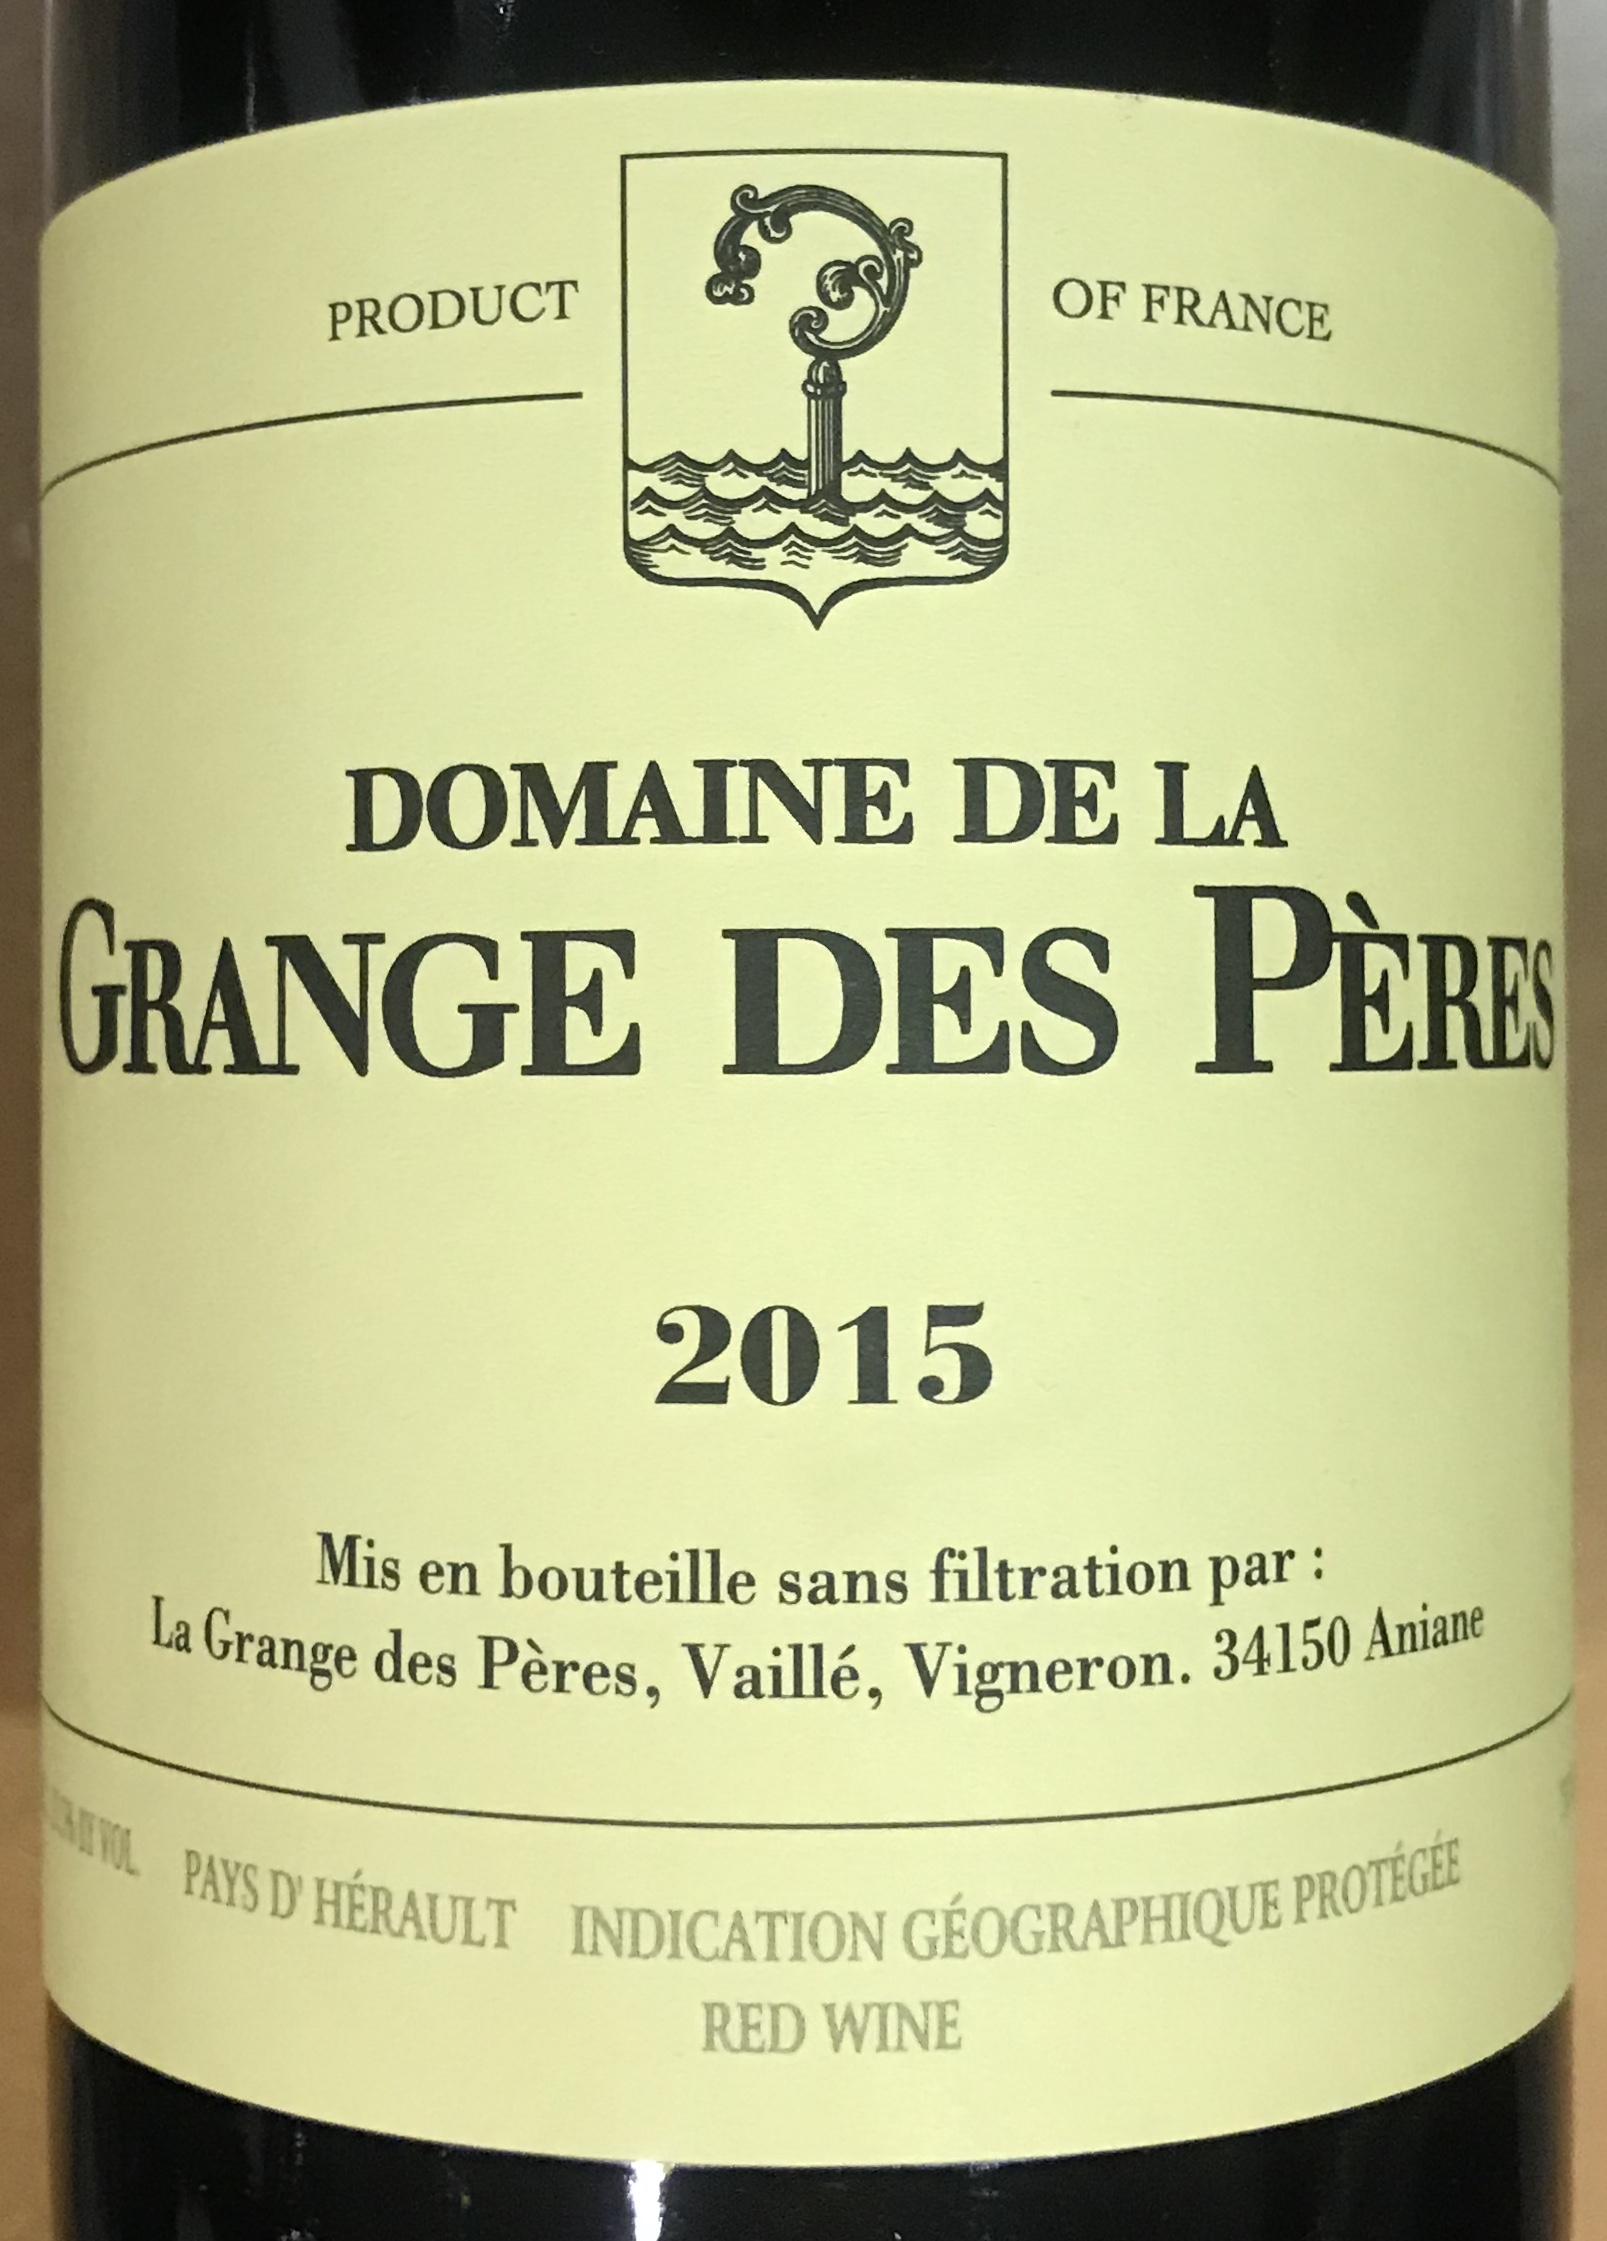 PRODUCT OF FRANCE
DOMAINE DE LA
GRANGE DES PÈRES
2015
Mis en bouteille sans filtration par :
La Grange des Pères, Vaillé, Vigneron. 34150 Aniane
VOL. PAYS D' HÉRAULT INDICATION GÉOGRAPHIQUE PROTÉGÉE
RED WINE